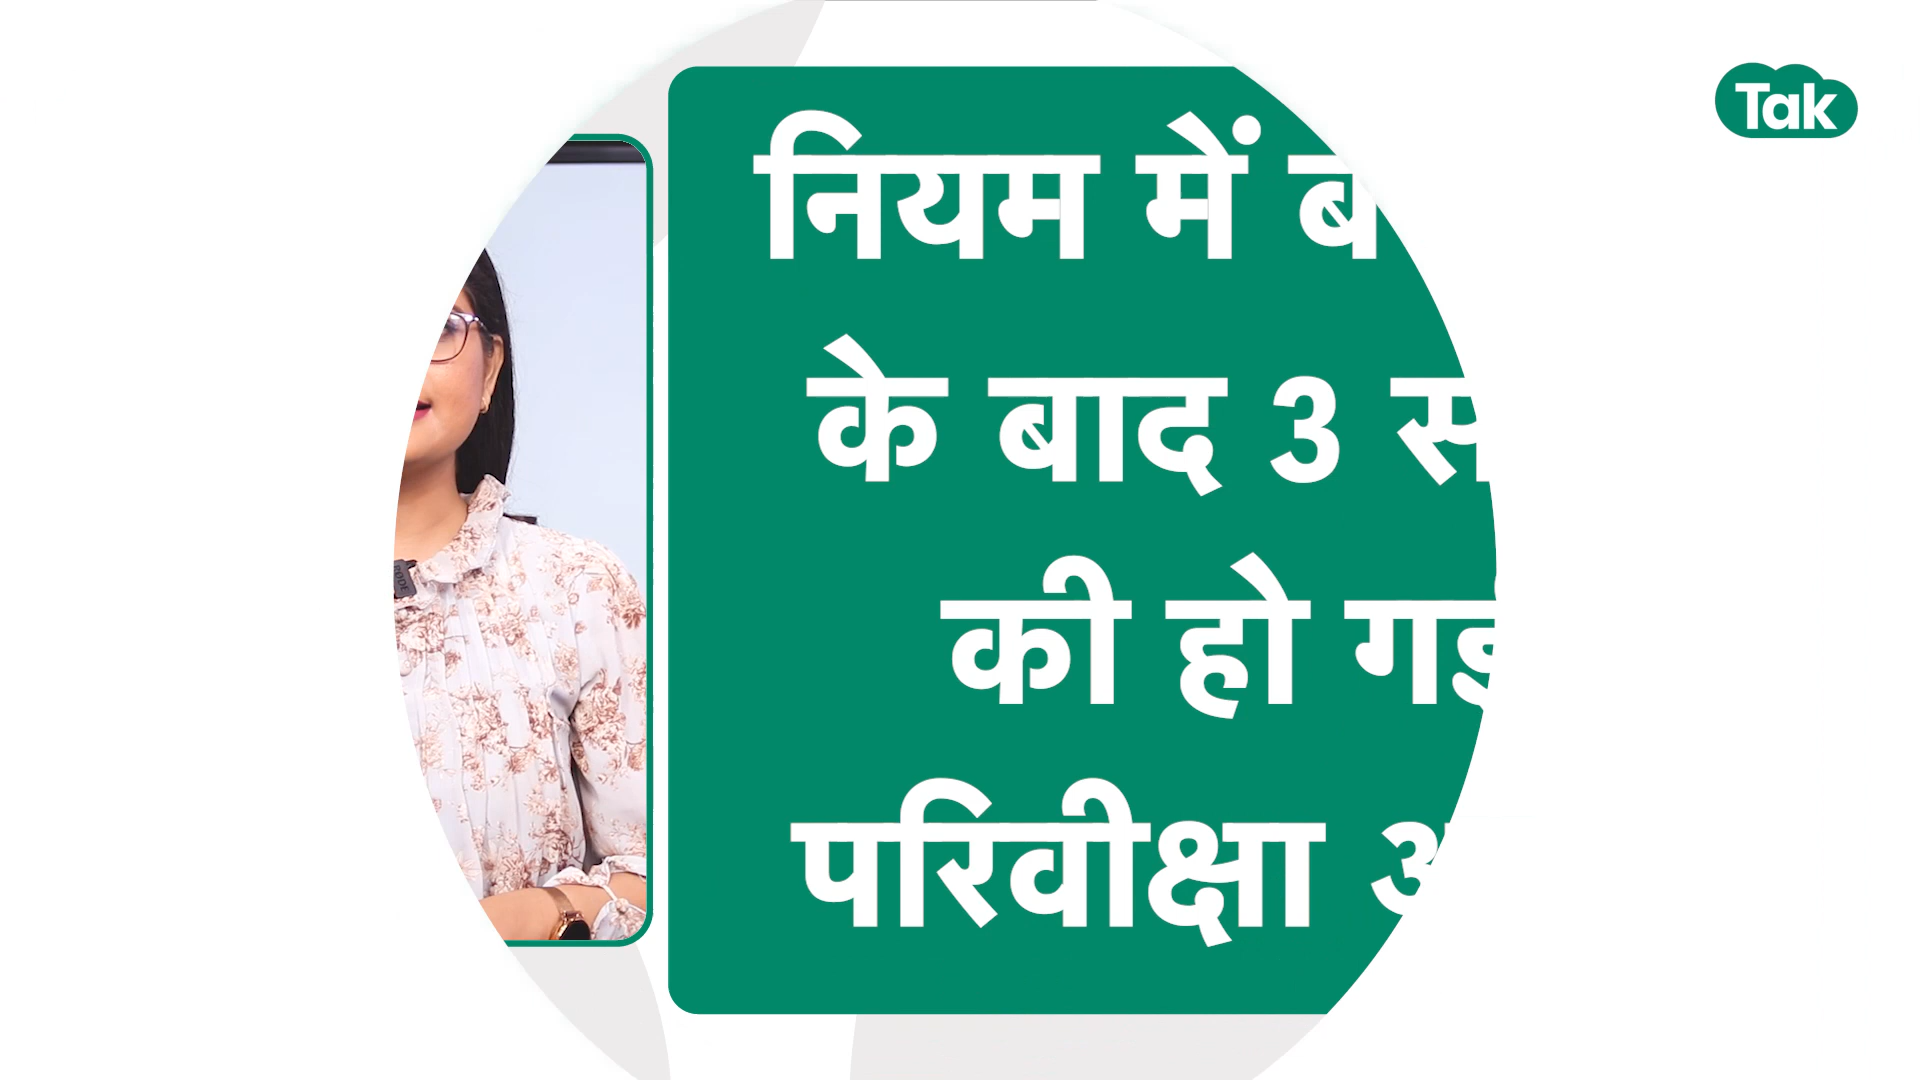 नियम में
के बाद 3
की हो
परिवीक्षा
Tak